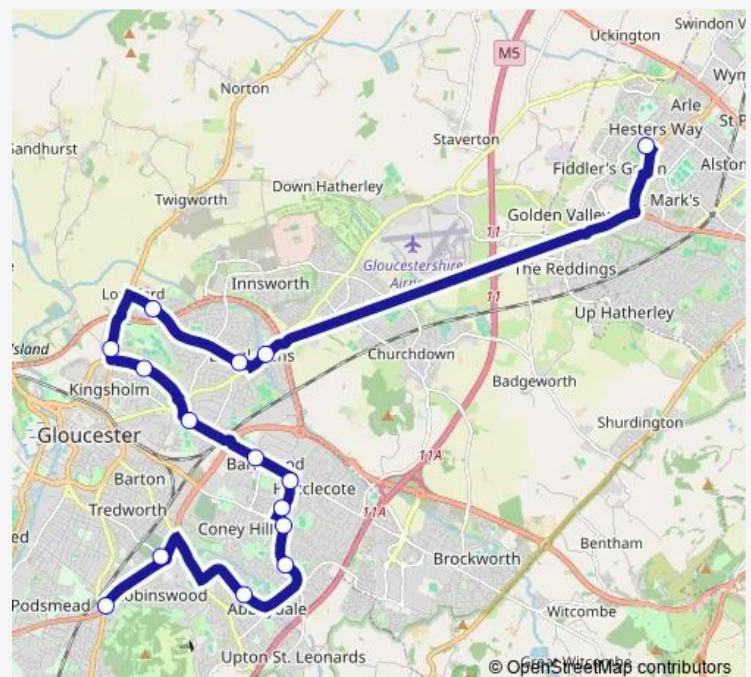 Swindon V
Uckington
M5
Norton
Wym
Arle
St P
Hesters Way
Staverton
Sandhurst
Alston
Down Hatherley
Twigworth
Mark's
Golden Valley
11
Gloucestershire
The Reddings
Innsworth
11
Up Hatherley
Island
Churchdown
Kingsholm
Badgeworth
Shurdington
Gloucester
11A
Barton
Tredworth
11A
Coney Hill
Bentham
Brockworth
Podsmead
Witcombe
Upton St. Leonards
© OpenStreetMap contributors